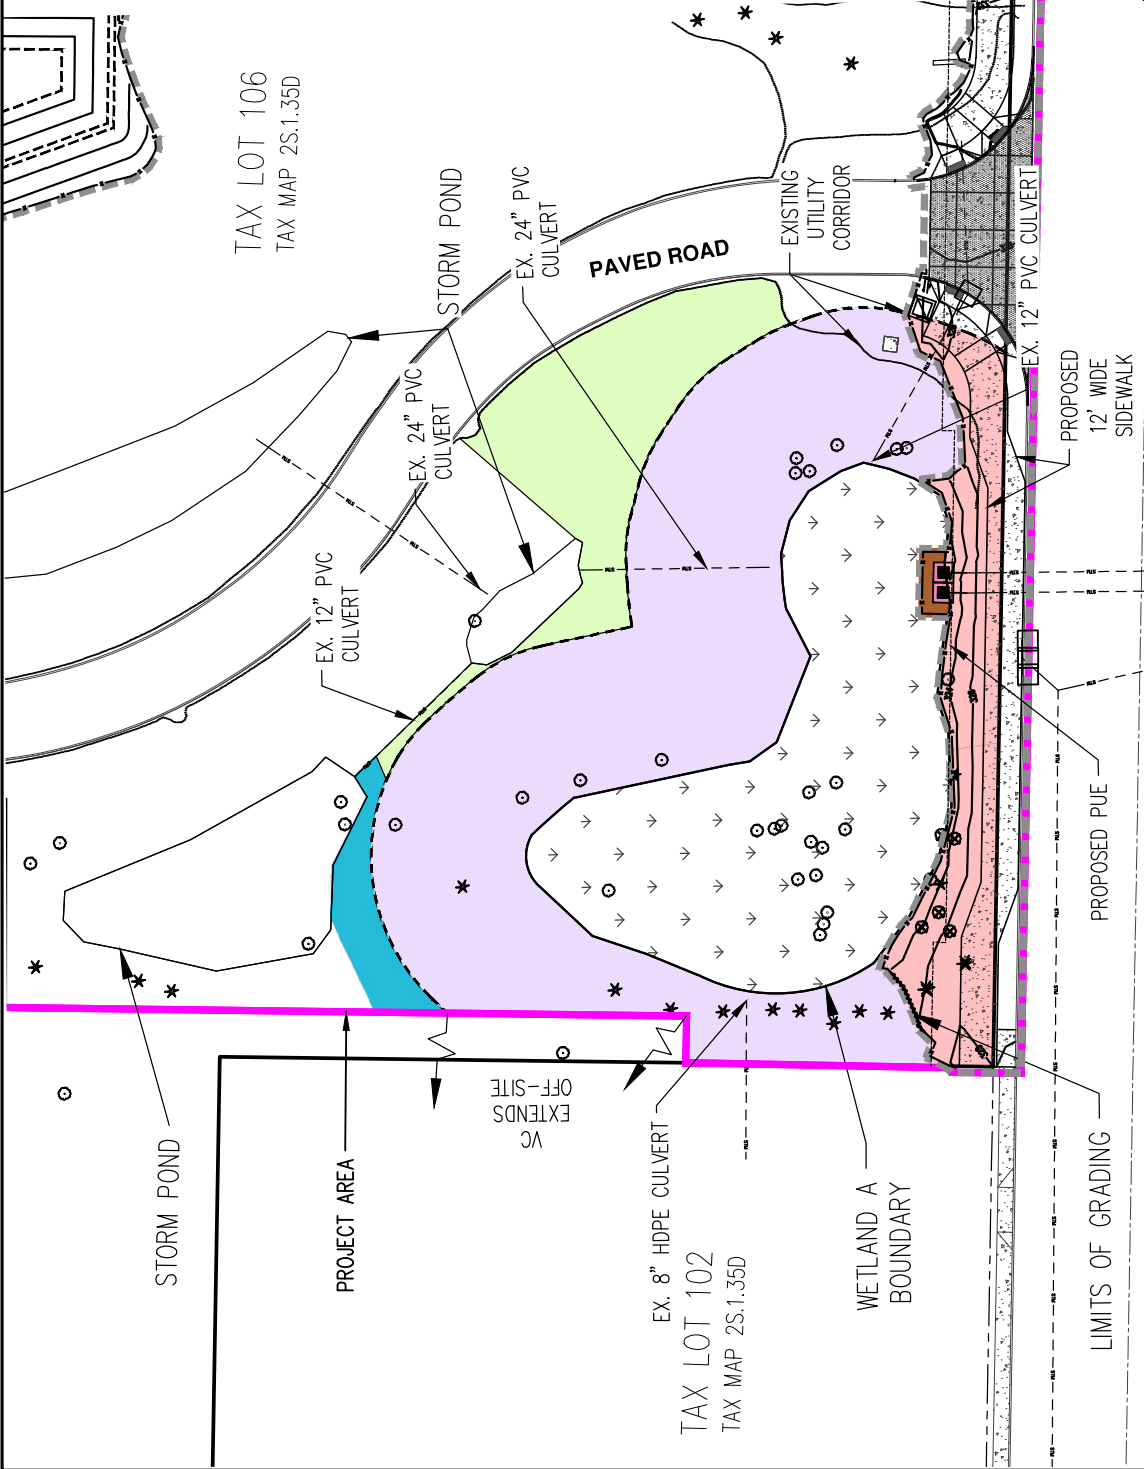 TAX LOT 106
TAX MAP 2S.1.35D
STORM POND
EX. 24" PVC
CULVERT
PAVED ROAD
EXISTING
UTILITY
CORRIDOR
EX. 12" PVC CULVERT
EX. 24" PVC
CULVERT
EX. 12" PVC
CULVERT
PROPOSED
12' WIDE
SIDEWALK
PROPOSED PUE
STORM POND
PROJECT AREA
VC
EXTENDS
OFF-SITE
EX. 8" HDPE CULVERT
TAX LOT 102
TAX MAP 2S.1.35D
WETLAND A
BOUNDARY
LIMITS OF GRADING